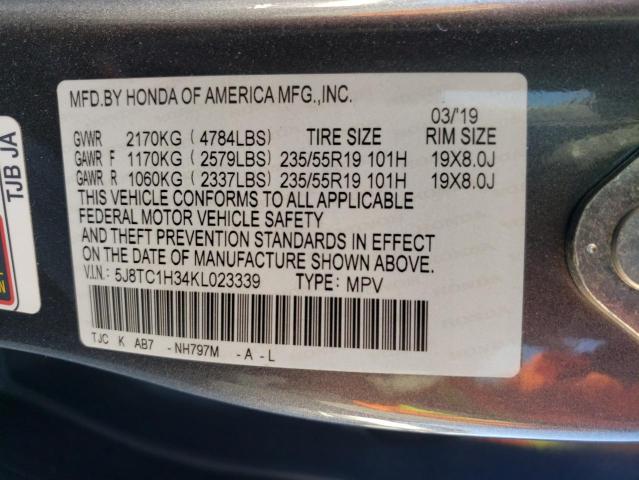 MFD.BY HONDA OF AMERICA MFG.,INC.
03/'19
GVWR 2170KG ( 4784LBS) TIRE SIZE RIM SIZE
GAWR F 1170KG ( 2579LBS) 235/55R19 101H 19X8.0J
GAWR R 1060KG ( 2337LBS) 235/55R19 101H 19X8.0J
THIS VEHICLE CONFORMS TO ALL APPLICABLE
FEDERAL MOTOR VEHICLE SAFETY
AND THEFT PREVENTION STANDARDS IN EFFECT
ON THE DATE OF MANUFACTURE SHOWN ABOVE.
V.I.N.: 5J8TC1H34KL023339 TYPE: MPV
TJC K AB7 -NH797M -A-L
TJB JA